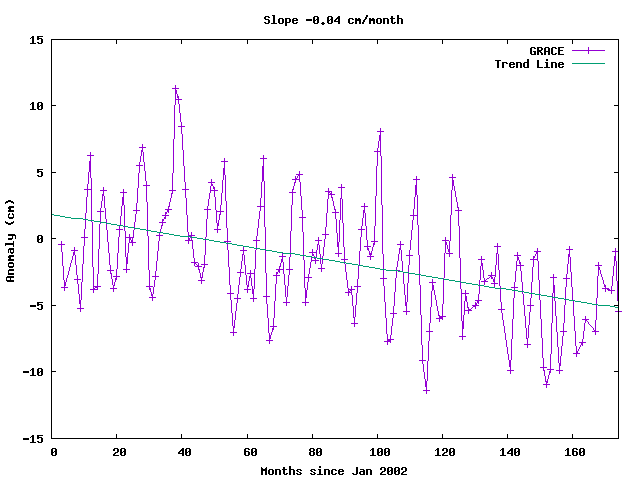 Slope -0.04 cm/month
GRACE
Trend Line
Anomaly (cm)
15
10
5
0
-5
-10
-15
0 20 40 60 80 100 120 140 160
Months since Jan 2002